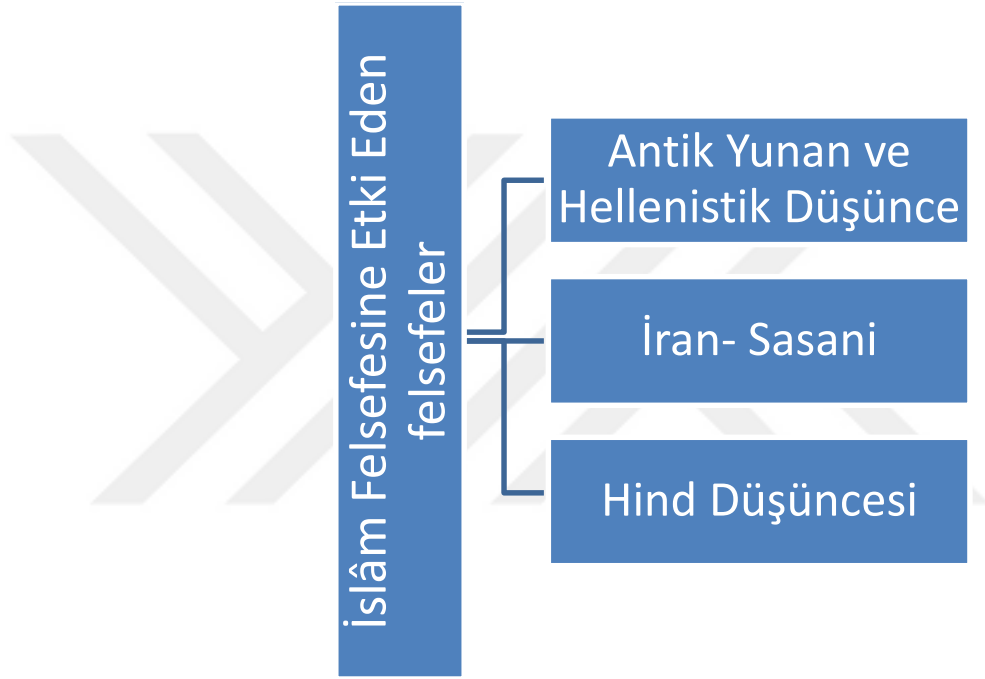 İslâm Felsefesine Etki Eden
felsefeler
Antik Yunan ve
Hellenistik Düşünce
İran- Sasani
Hind Düşüncesi